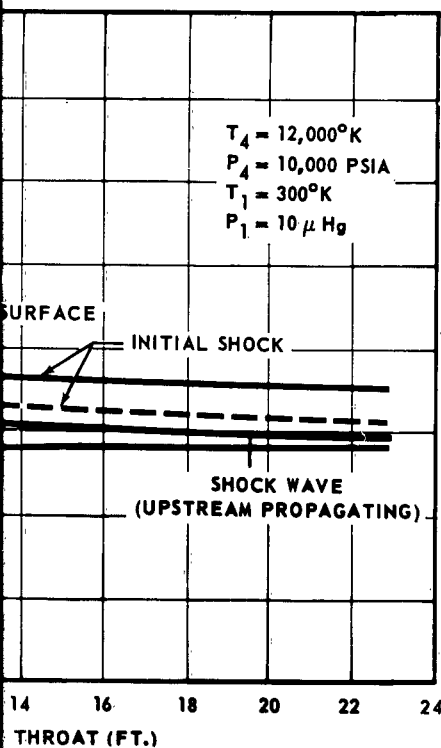 T4 = 12,000°K
P4 = 10,000 PSIA
T1 = 300°K
P1 = 10 μ Hg
SURFACE
INITIAL SHOCK
SHOCK WAVE
(UPSTREAM PROPAGATING)
14 16 18 20 22 24
THROAT (FT.)